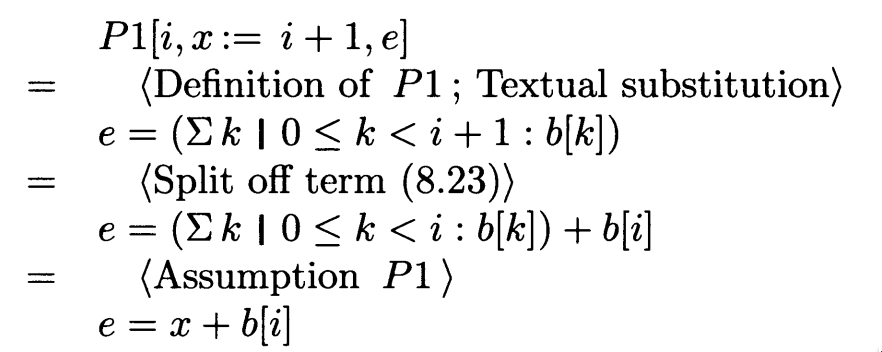 P1[i, x := i + 1, e]
= ⟨Definition of P1 ; Textual substitution⟩
e = (Σ k | 0 ≤ k < i + 1 : b[k])
= ⟨Split off term (8.23)⟩
e = (Σ k | 0 ≤ k < i : b[k]) + b[i]
= ⟨Assumption P1 ⟩
e = x + b[i]